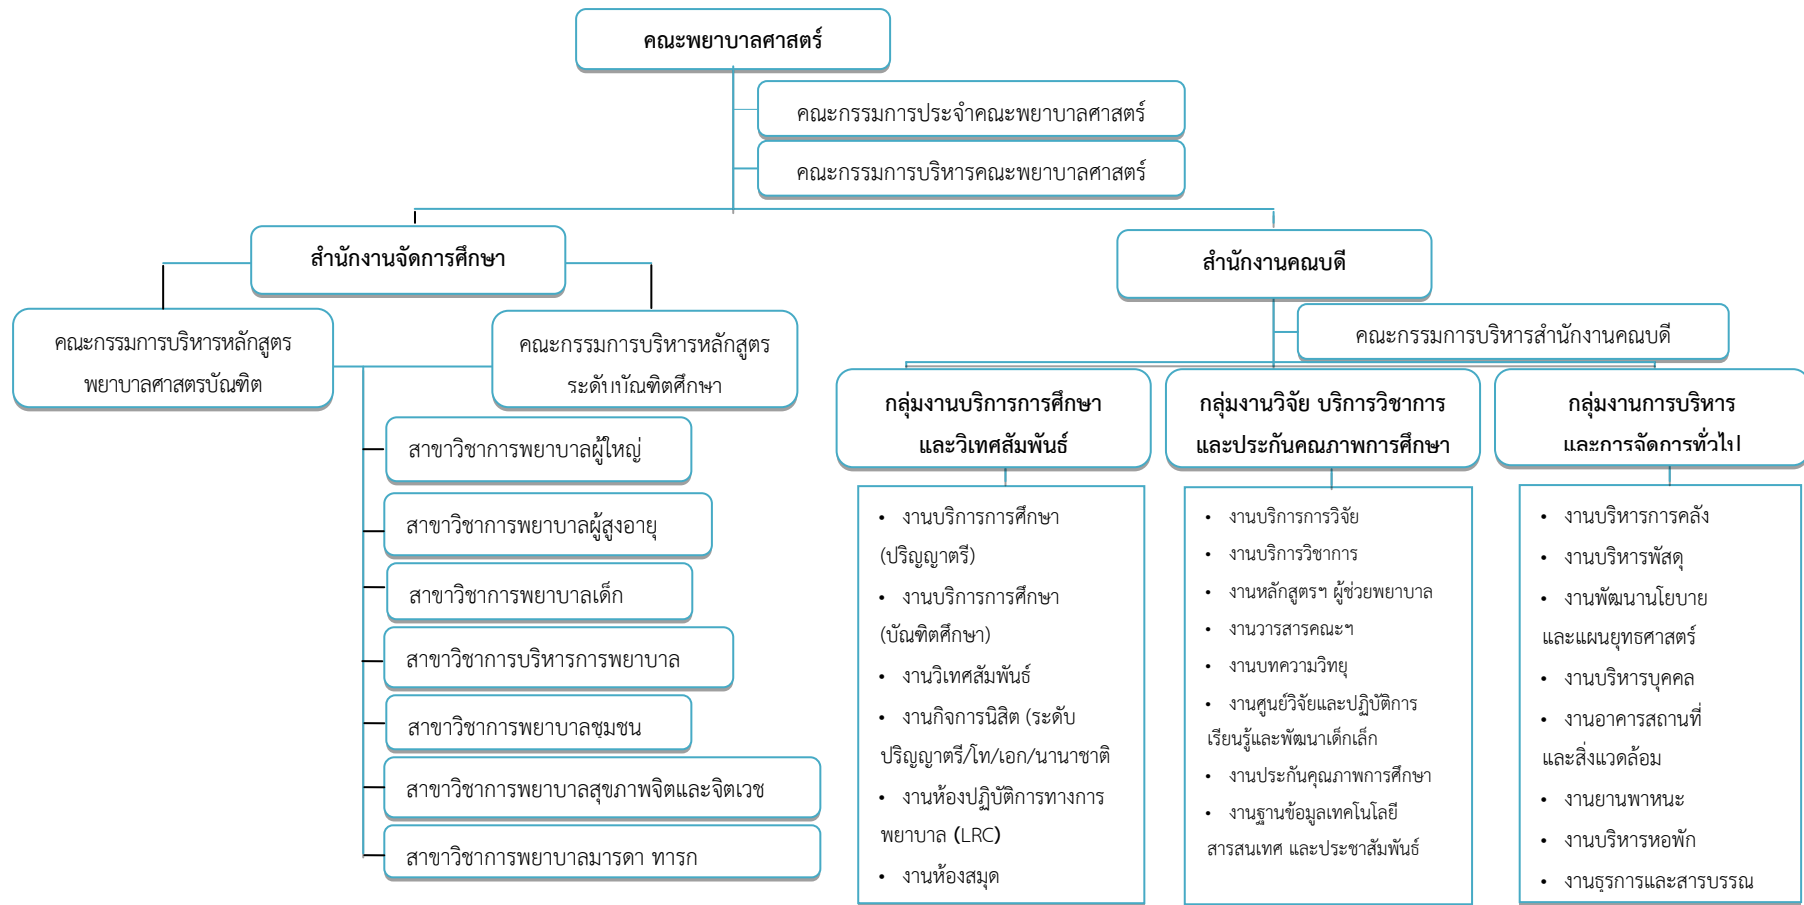 คณะพยาบาลศาสตร์
คณะกรรมการประจำคณะพยาบาลศาสตร์
คณะกรรมการบริหารคณะพยาบาลศาสตร์
สำนักงานจัดการศึกษา
สำนักงานคณบดี
คณะกรรมการบริหารหลักสูตร
พยาบาลศาสตรบัณฑิต
คณะกรรมการบริหารหลักสูตร
ระดับบัณฑิตศึกษา
สาขาวิชาการพยาบาลผู้ใหญ่
สาขาวิชาการพยาบาลผู้สูงอายุ
สาขาวิชาการพยาบาลเด็ก
สาขาวิชาการบริหารการพยาบาล
สาขาวิชาการพยาบาลชุมชน
สาขาวิชาการพยาบาลสุขภาพจิตและจิตเวช
สาขาวิชาการพยาบาลมารดา ทารก
คณะกรรมการบริหารสำนักงานคณบดี
กลุ่มงานบริการการศึกษา
และวิเทศสัมพันธ์
• งานบริการการศึกษา
(ปริญญาตรี)
• งานบริการการศึกษา
(บัณฑิตศึกษา)
• งานวิเทศสัมพันธ์
• งานกิจการนิสิต (ระดับ
ปริญญาตรี/โท/เอก/นานาชาติ
• งานห้องปฏิบัติการทางการ
พยาบาล (LRC)
• งานห้องสมุด
กลุ่มงานวิจัย บริการวิชาการ
และประกันคุณภาพการศึกษา
• งานบริการการวิจัย
• งานบริการวิชาการ
• งานหลักสูตรฯ ผู้ช่วยพยาบาล
• งานวารสารคณะฯ
• งานบทความวิทยุ
• งานศูนย์วิจัยและปฏิบัติการ
เรียนรู้และพัฒนาเด็กเล็ก
• งานประกันคุณภาพการศึกษา
• งานฐานข้อมูลเทคโนโลยี
สารสนเทศ และประชาสัมพันธ์
กลุ่มงานการบริหาร
และการจัดการทั่วไป
• งานบริหารการคลัง
• งานบริหารพัสดุ
• งานพัฒนานโยบาย
และแผนยุทธศาสตร์
• งานบริหารบุคคล
• งานอาคารสถานที่
และสิ่งแวดล้อม
• งานยานพาหนะ
• งานบริหารหอพัก
• งานธุรการและสารบรรณ